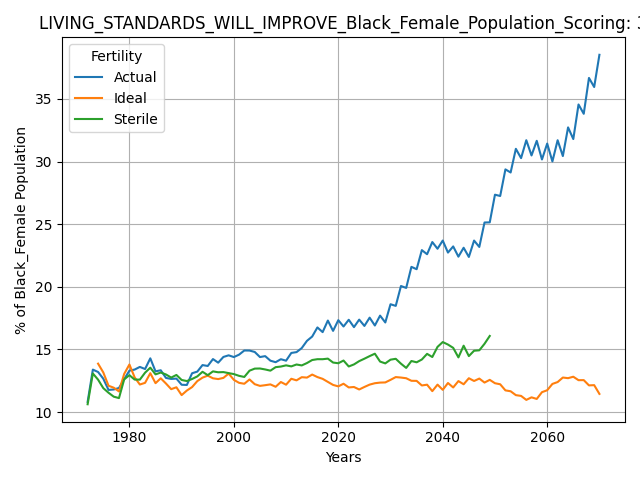 LIVING_STANDARDS_WILL_IMPROVE_Black_Female_Population_Scoring:
Fertility
Actual
Ideal
Sterile
% of Black_Female Population
35
30
25
20
15
10
1980
2000
2020
2040
2060
Years